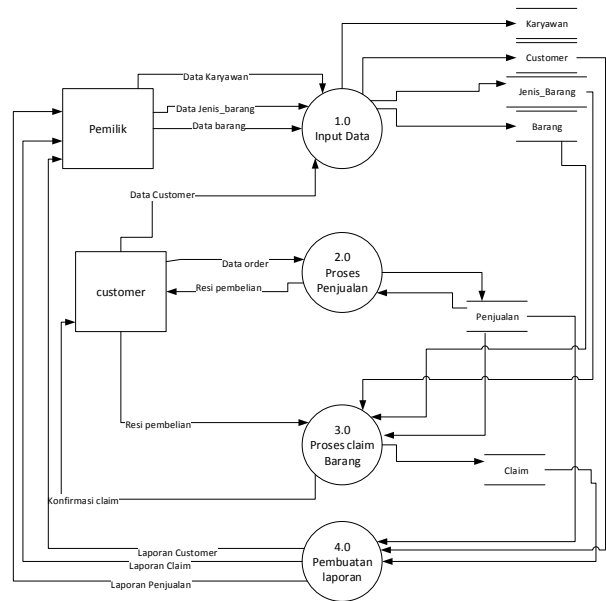 Karyawan
Customer
Data Karyawan
Jenis_Barang
Pemilik
Data Jenis_barang
1.0
Input Data
Data barang
Barang
Data Customer
customer
Data order
2.0
Proses
Penjualan
Resi pembelian
Penjualan
Resi pembelian
3.0
Proses claim
Barang
Claim
Konfirmasi claim
4.0
Pembuatan
laporan
Laporan Customer
Laporan Claim
Laporan Penjualan